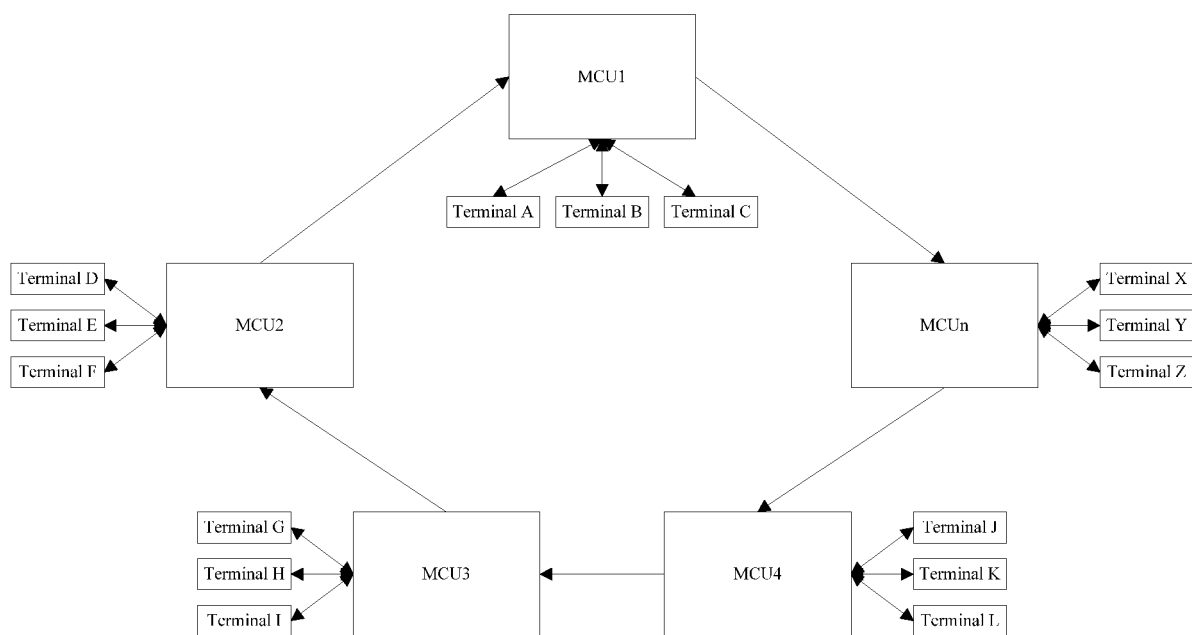 MCU1
Terminal A
Terminal B
Terminal C
Terminal D
Terminal E
Terminal F
MCU2
MCUn
Terminal X
Terminal Y
Terminal Z
Terminal G
Terminal H
Terminal I
MCU3
MCU4
Terminal J
Terminal K
Terminal L